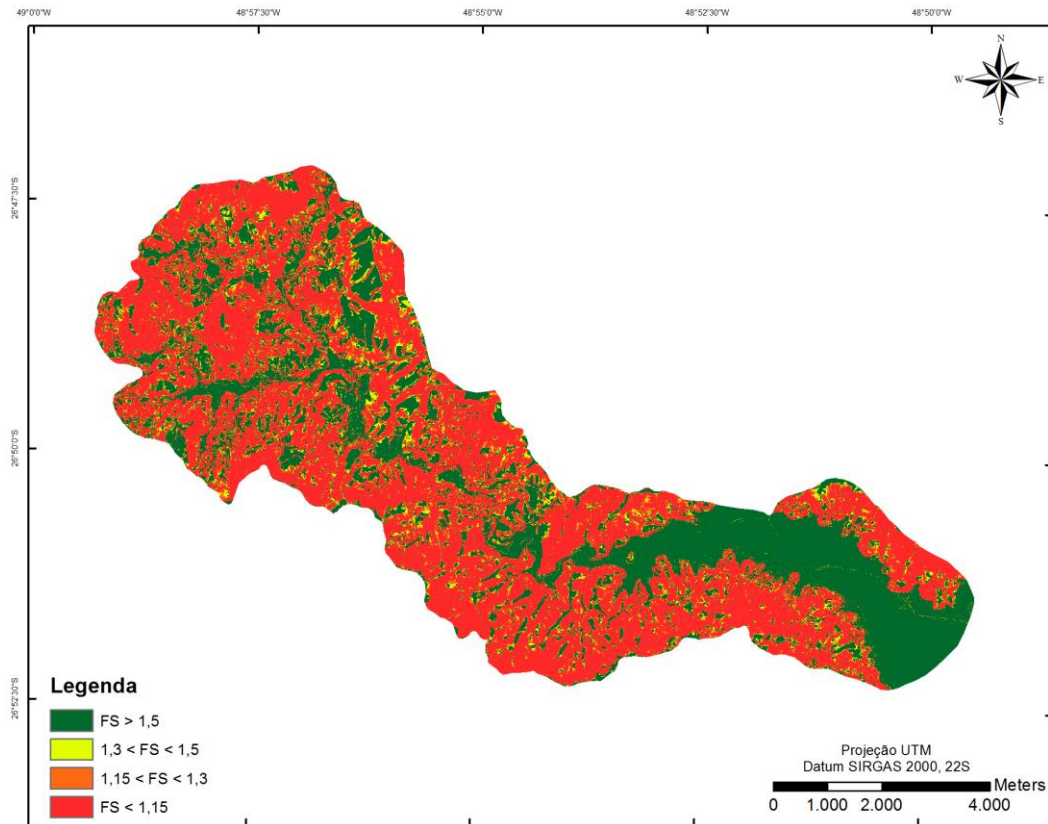 49°0'0"W 48°57'30"W 48°55'0"W 48°52'30"W 48°50'0"W
N
W E
S
26°47'30"S
26°50'0"S
26°52'30"S
Legenda
FS > 1,5
1,3 < FS < 1,5
1,15 < FS < 1,3
FS < 1,15
Projeção UTM
Datum SIRGAS 2000, 22S
Meters
0 1.000 2.000 4.000